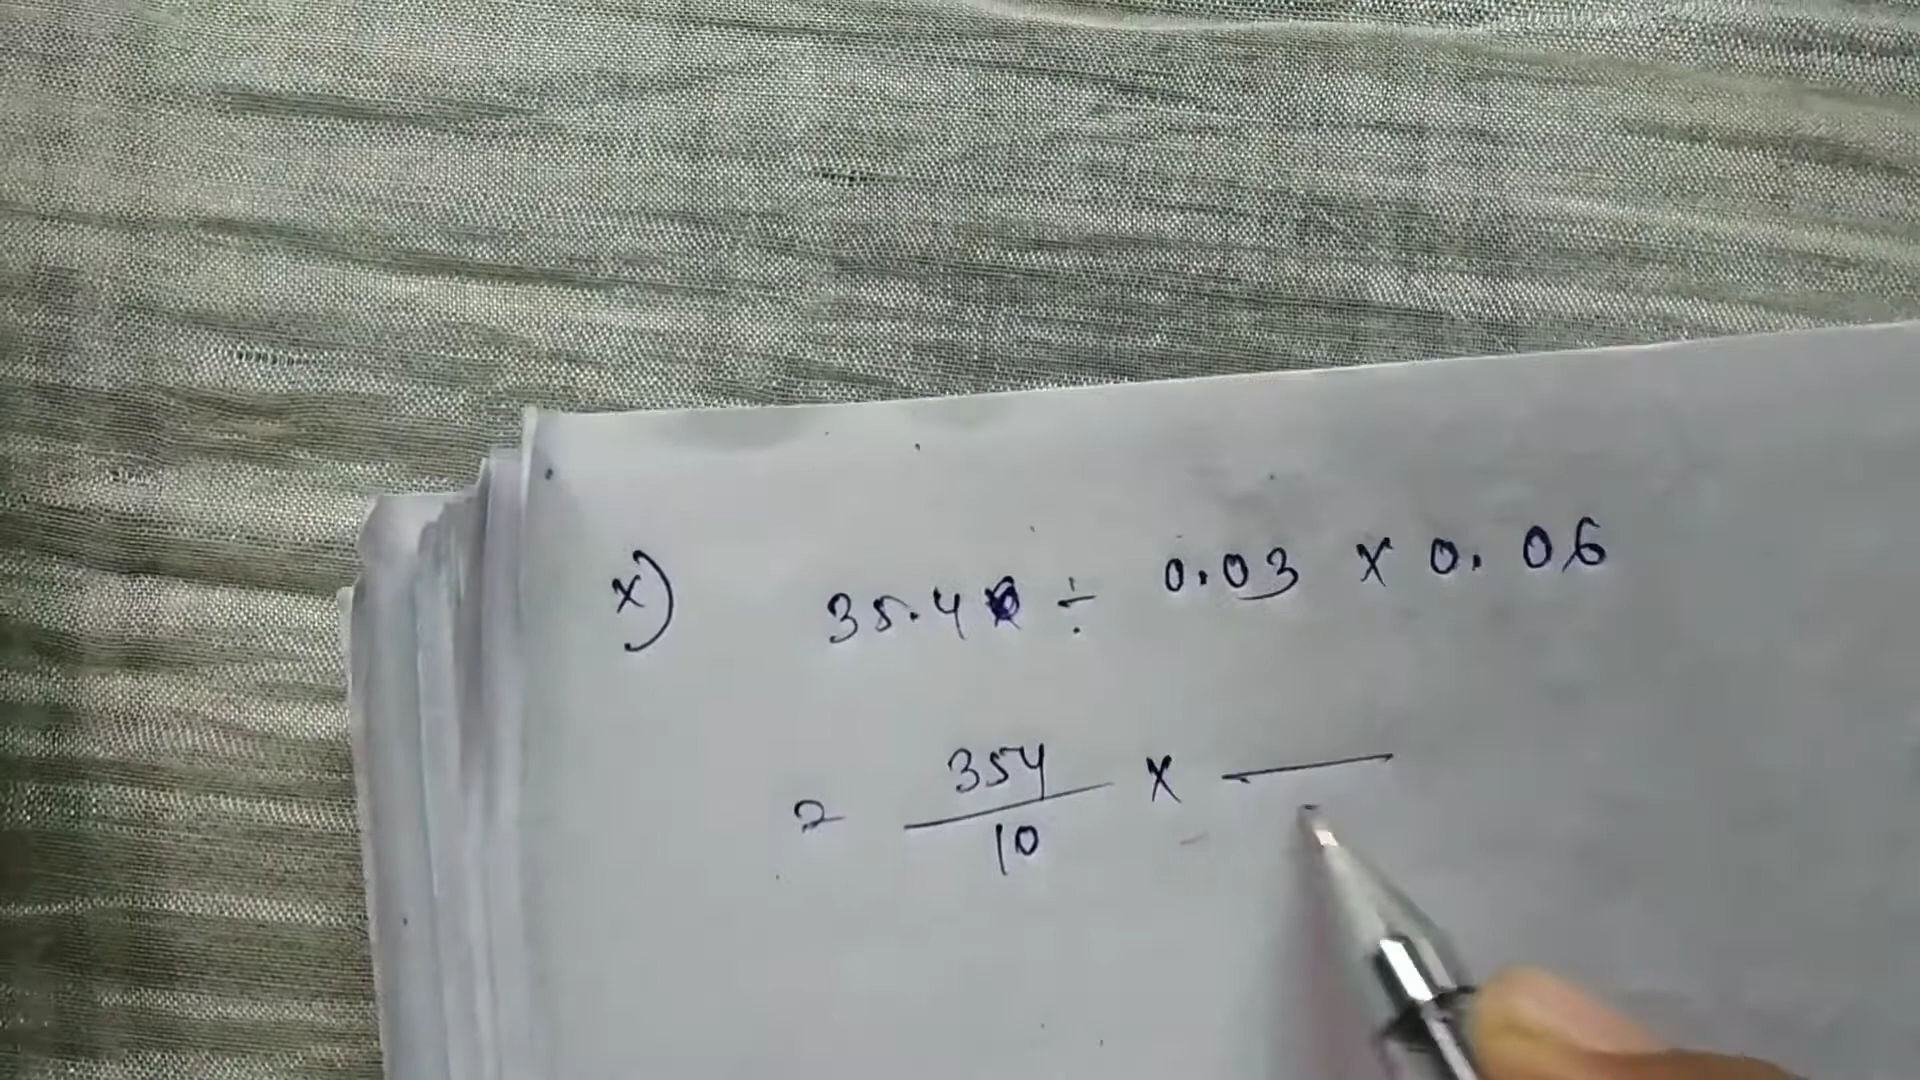 x) 35.4 ÷ 0.03 x 0.06
= 354/10 x